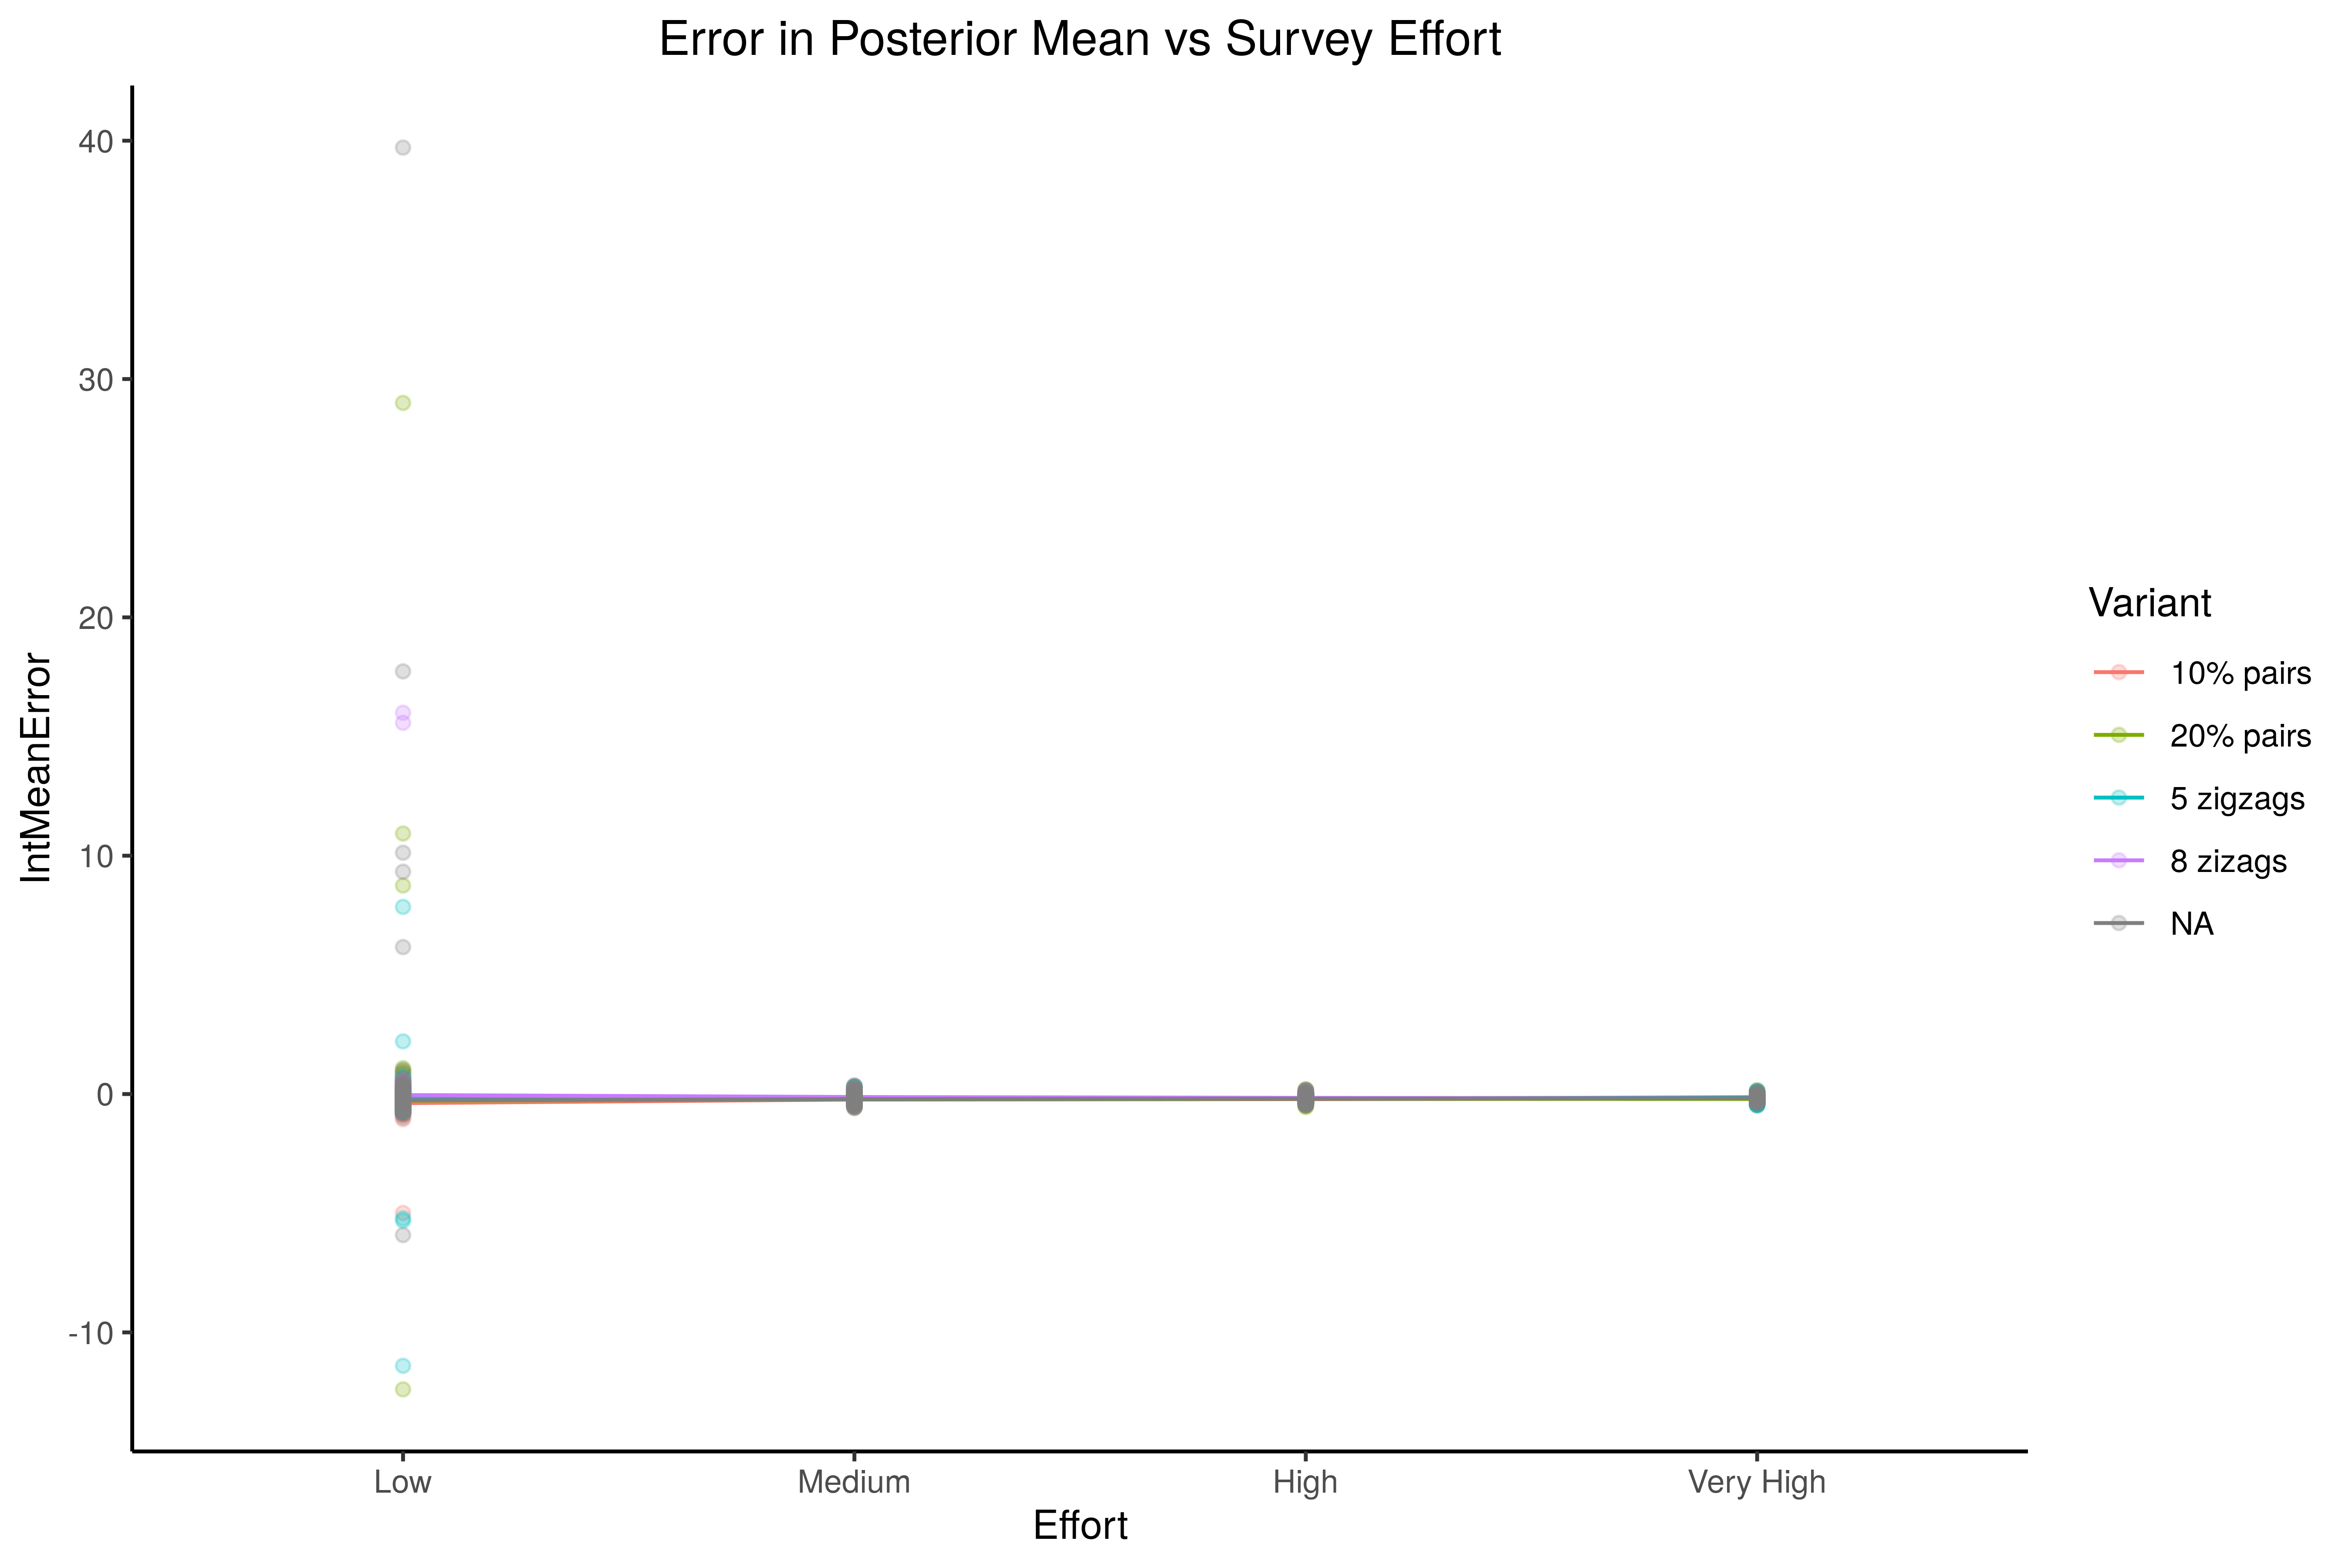 Error in Posterior Mean vs Survey Effort
40
30
20
10
0
-10
IntMeanError
Low
Medium
High
Very High
Effort
Variant
10% pairs
20% pairs
5 zigzags
8 zizags
NA